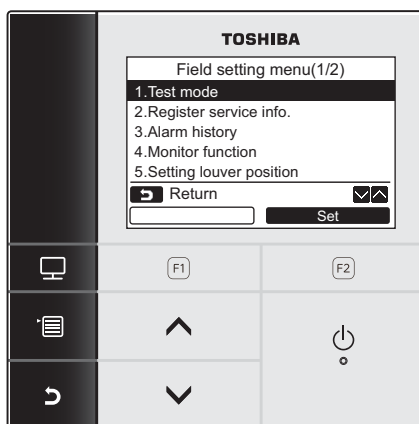 TOSHIBA
Field setting menu(1/2)
1.Test mode
2.Register service info.
3.Alarm history
4.Monitor function
5.Setting louver position
Return
Set
F1 F2